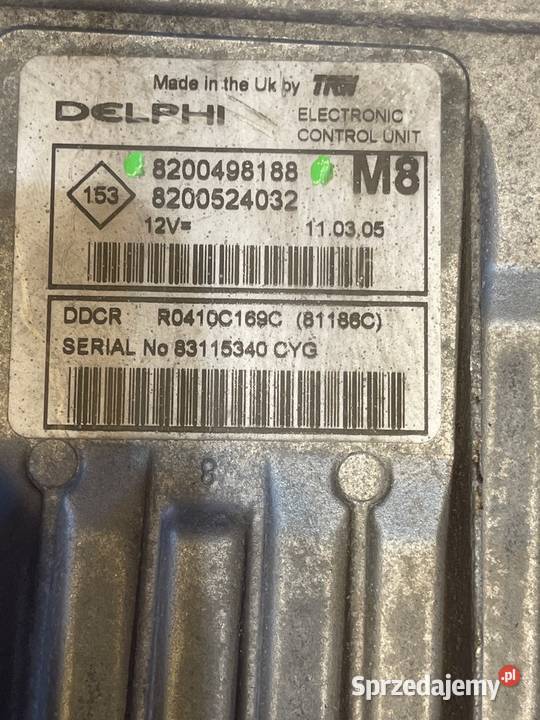 Made in the Uk by TRW
DELPHI
ELECTRONIC
CONTROL UNIT
153
8200498188
M8
8200524032
12V=
11.03.05
DDCR R0410C169C (81186C)
SERIAL No 83115340 CYG
8
Sprzedajemy.pl